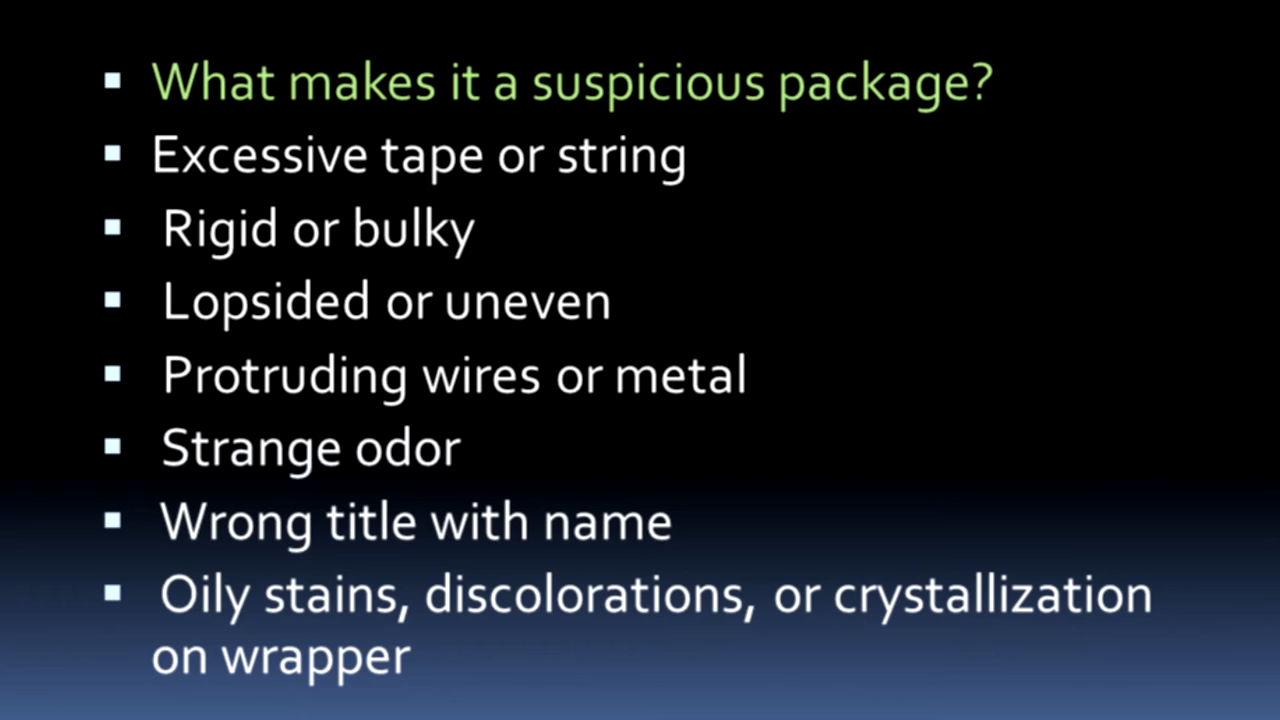 ▪ What makes it a suspicious package?
▪ Excessive tape or string
▪ Rigid or bulky
▪ Lopsided or uneven
▪ Protruding wires or metal
▪ Strange odor
▪ Wrong title with name
▪ Oily stains, discolorations, or crystallization
on wrapper